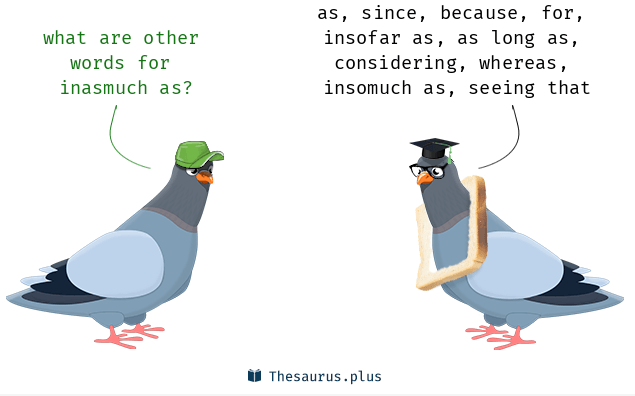 what are other
words for
inasmuch as?
as, since, because, for,
insofar as, as long as,
considering, whereas,
insomuch as, seeing that
Thesaurus.plus